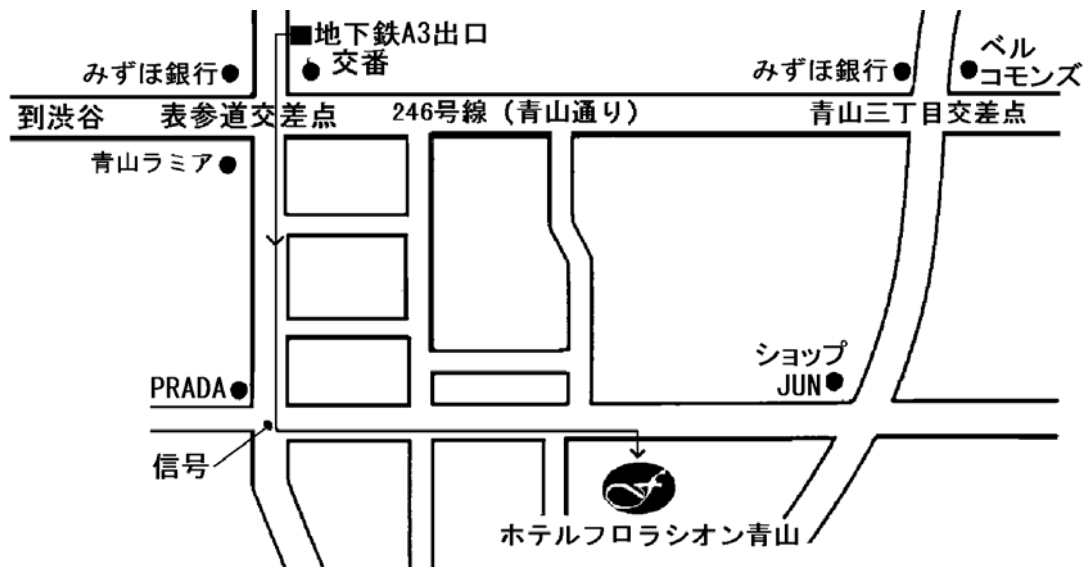 地下鉄A3出口
交番
みずほ銀行
みずほ銀行
ベル
コモンズ
到渋谷
表参道交差点
246号線(青山通り)
青山三丁目交差点
青山ラミア
ショップ
JUN
PRADA
信号
ホテルフロラシオン青山